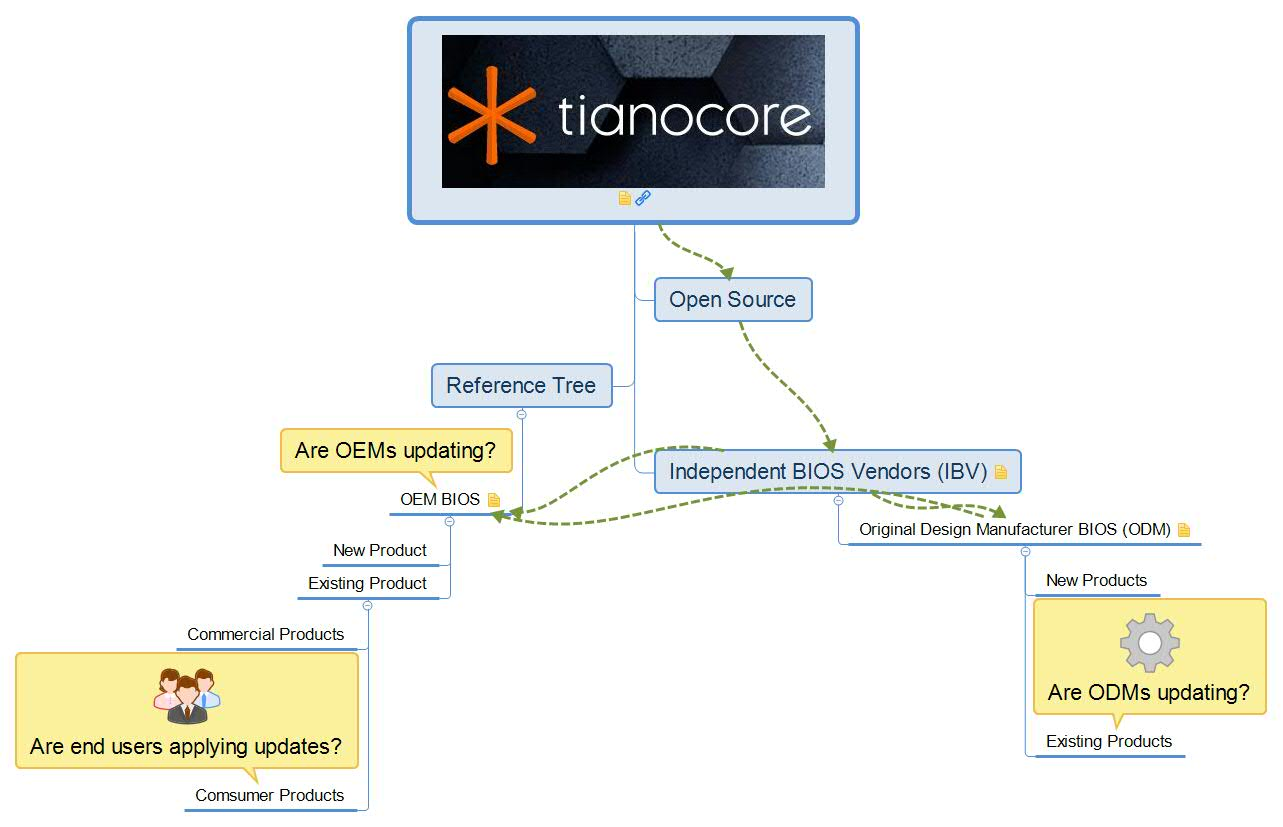 tianocore
Open Source
Reference Tree
Are OEMs updating?
Independent BIOS Vendors (IBV)
OEM BIOS
Original Design Manufacturer BIOS (ODM)
New Product
Existing Product
New Products
Commercial Products
Are ODMs updating?
Are end users applying updates?
Existing Products
Comsumer Products